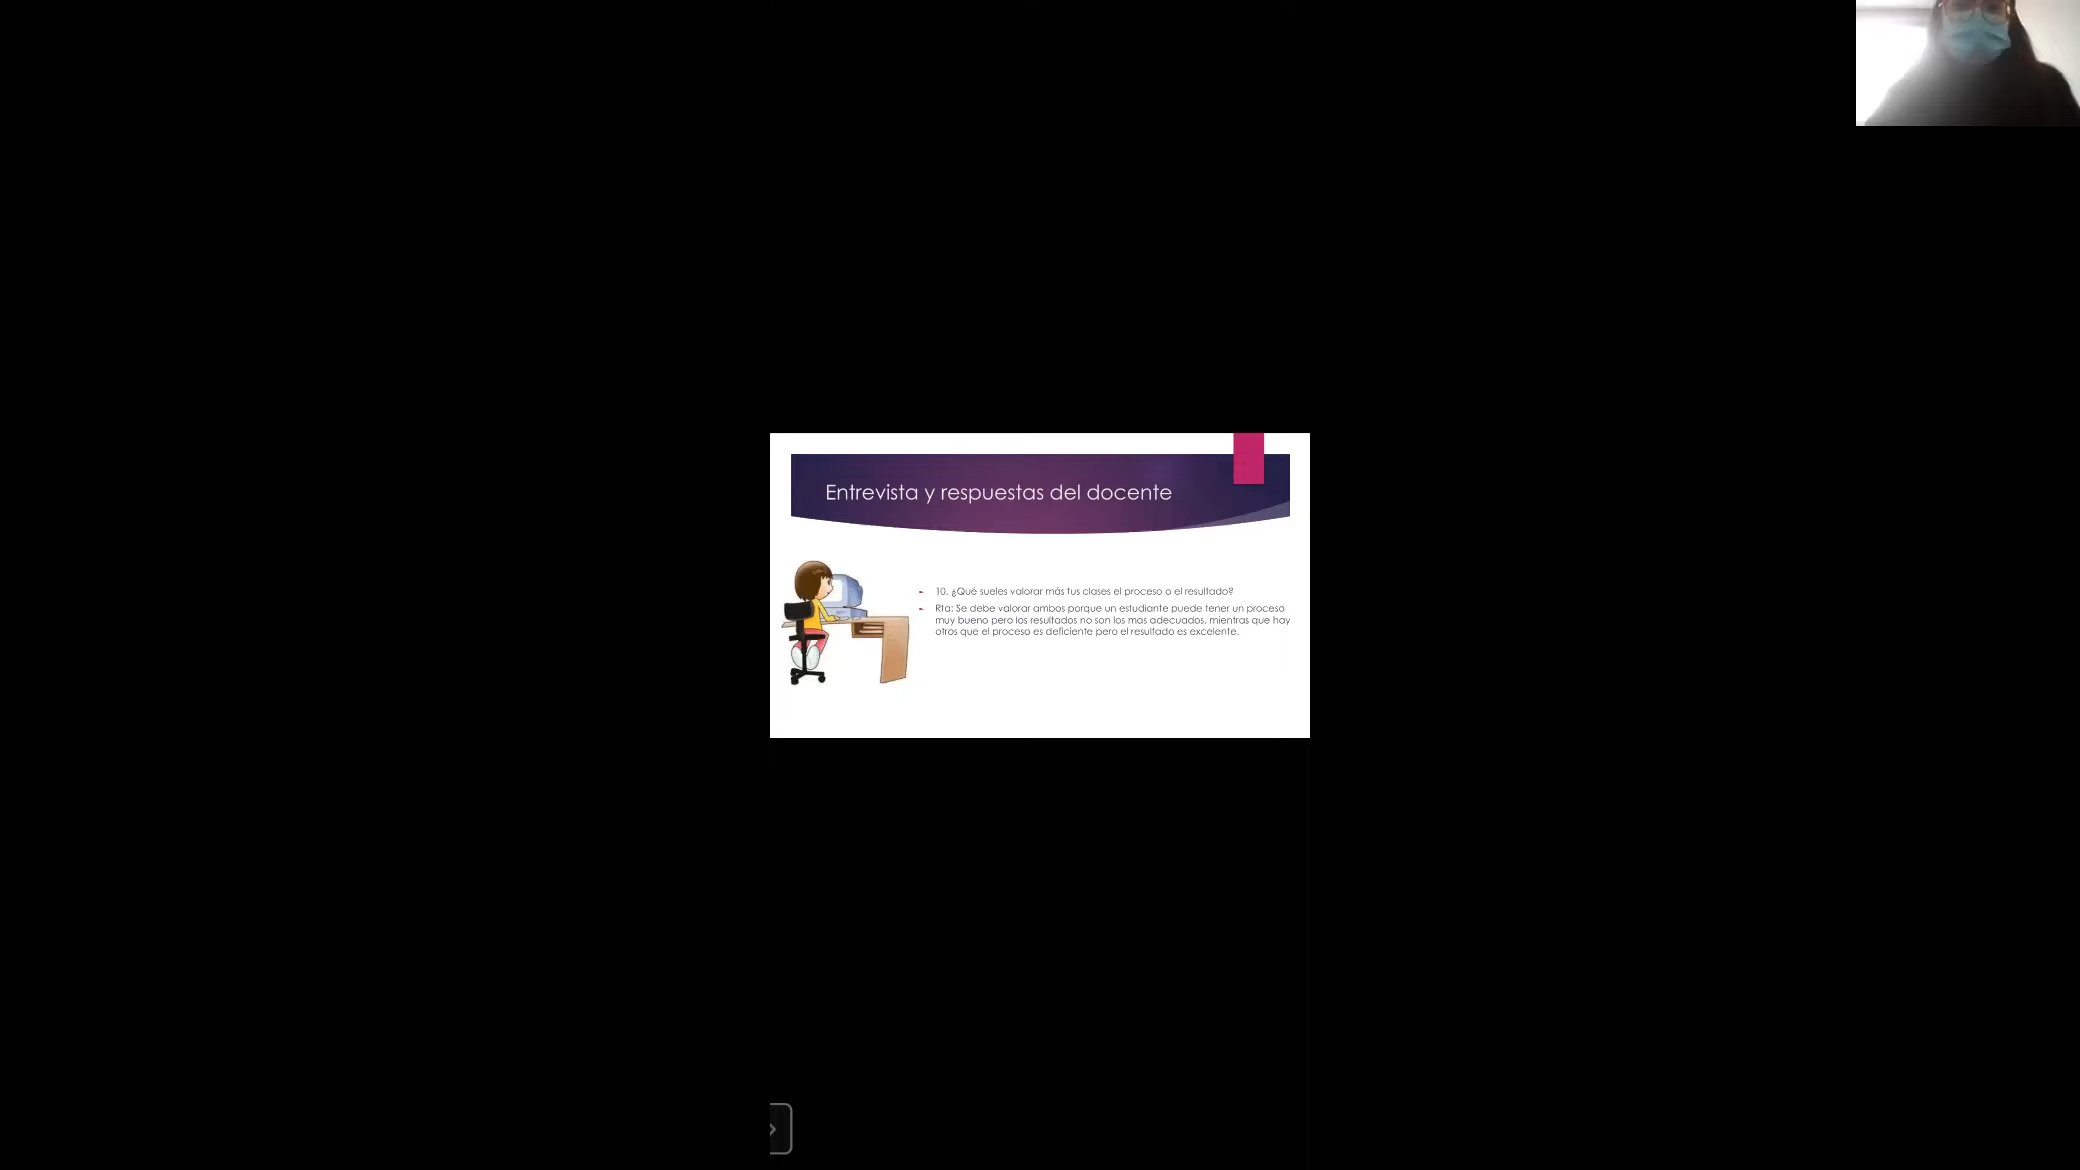 Entrevista y respuestas del docente
10. ¿Qué sueles valorar más tus clases el proceso o el resultado?
Rta: Se debe valorar ambos porque un estudiante puede tener un proceso
muy bueno pero los resultados no son los mas adecuados, mientras que hay
otros que el proceso es deficiente pero el resultado es excelente.